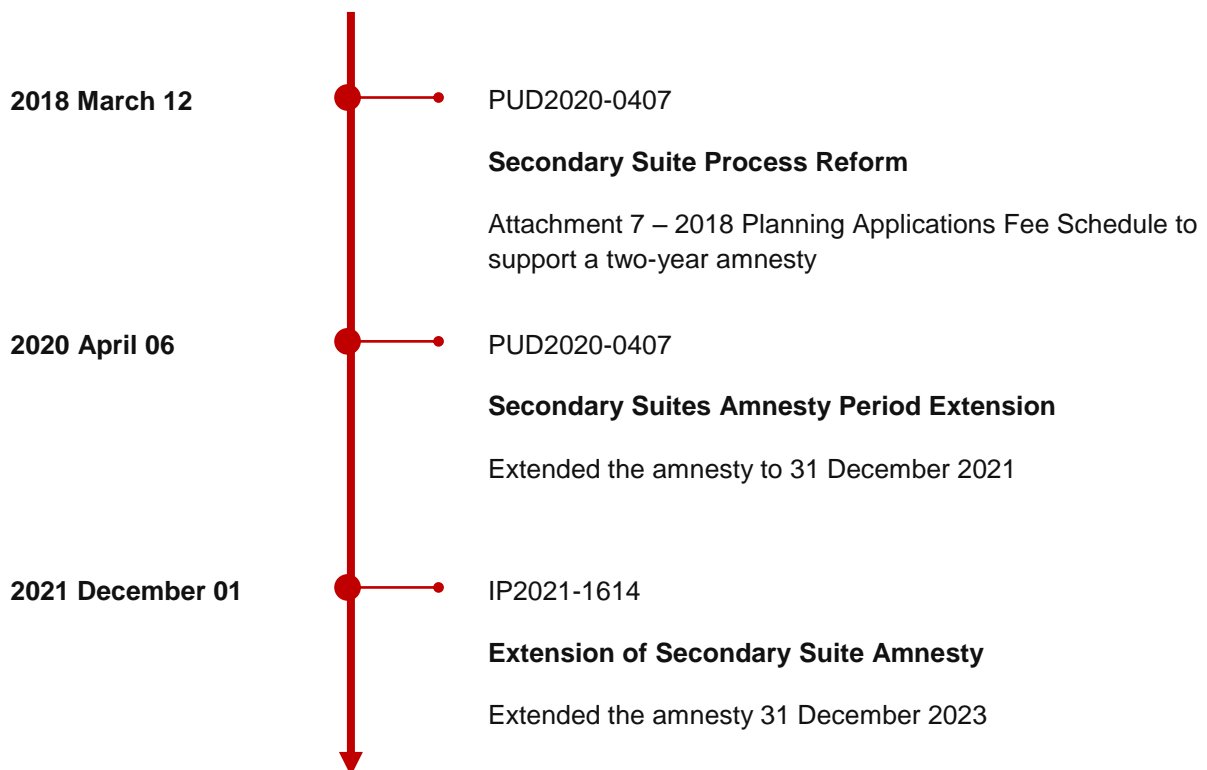 2018 March 12
PUD2020-0407
Secondary Suite Process Reform
Attachment 7 – 2018 Planning Applications Fee Schedule to
support a two-year amnesty
2020 April 06
PUD2020-0407
Secondary Suites Amnesty Period Extension
Extended the amnesty to 31 December 2021
2021 December 01
IP2021-1614
Extension of Secondary Suite Amnesty
Extended the amnesty 31 December 2023